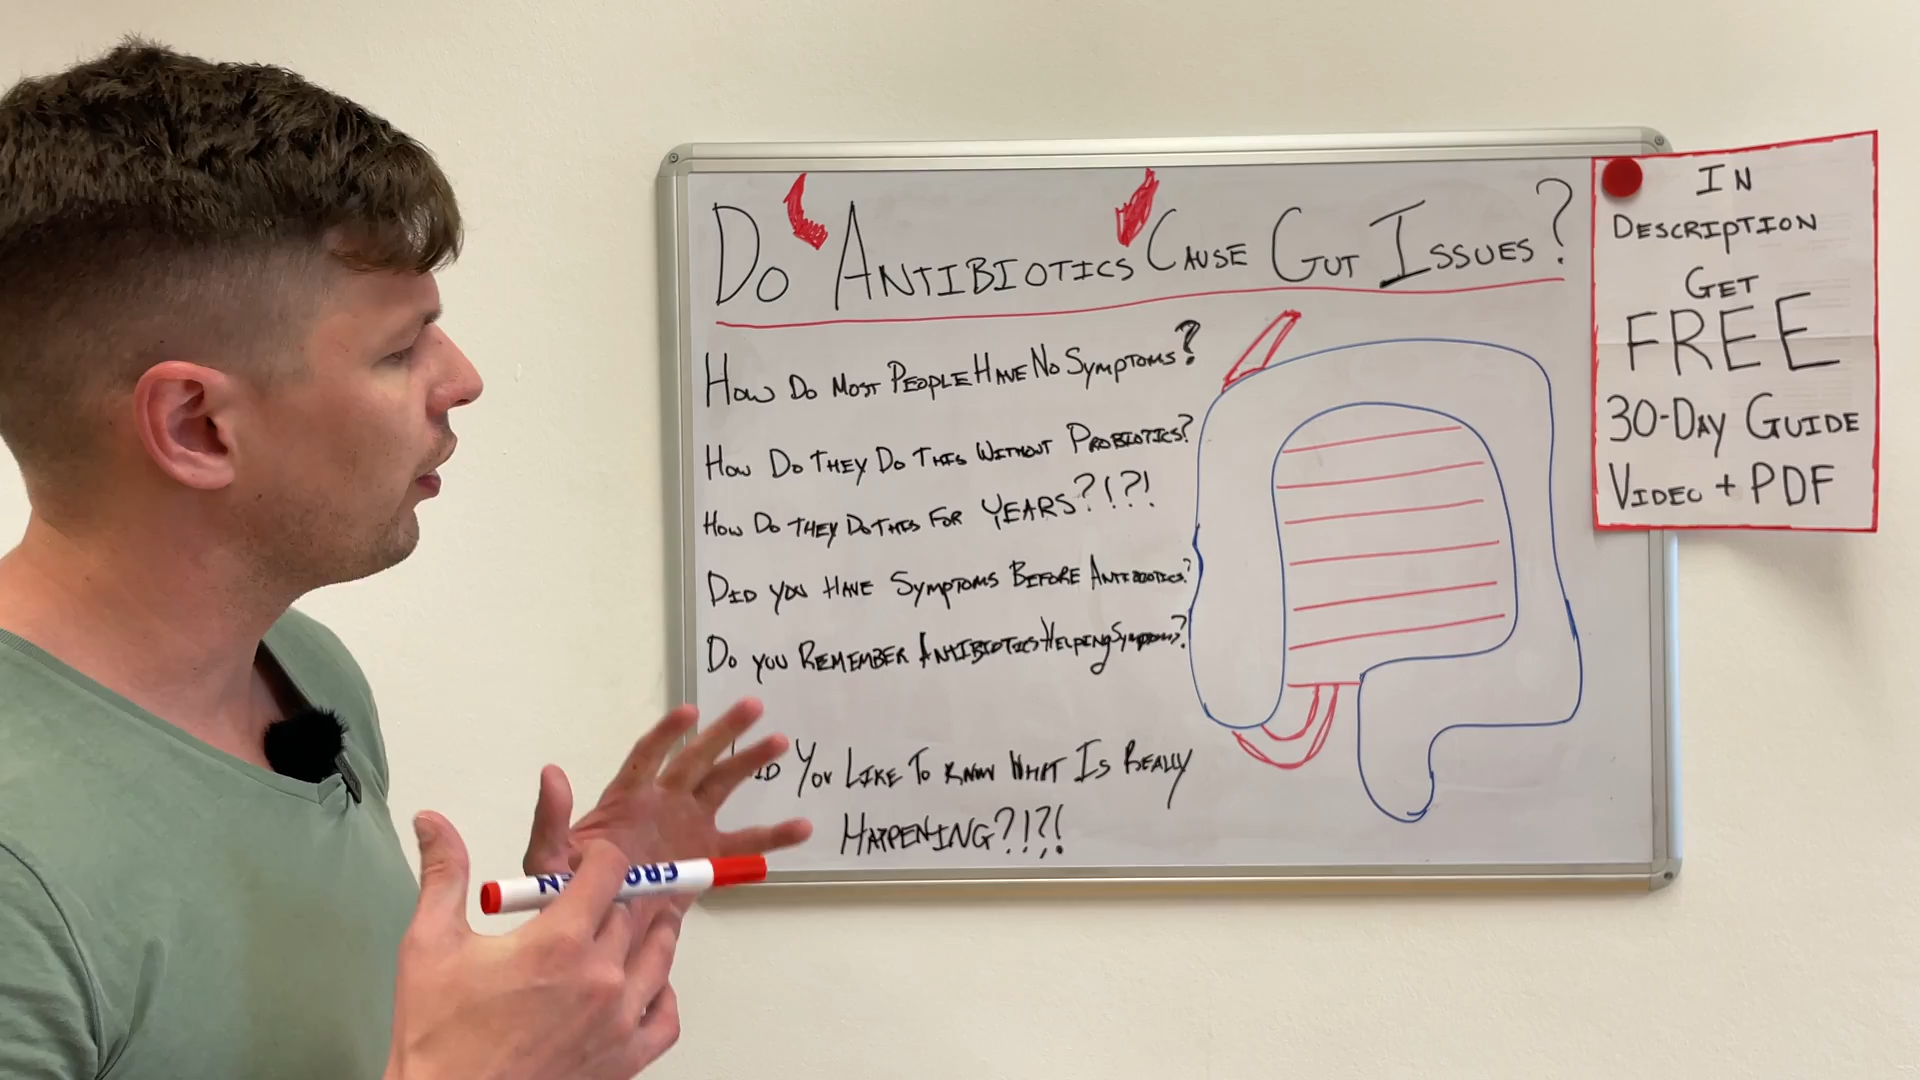 Do Antibiotics Cause Gut Issues?
How Do Most People Have No Symptoms?
How Do They Do This Without Probiotics?
How Do They Do This For YEARS?!?!
Did you Have Symptoms Before Antibiotics?
Do you Remember Antibiotics Helping Symptoms?
You Like To Know What Is Really
Happening?!?!
In
Description
Get
FREE
30-Day Guide
Video + PDF